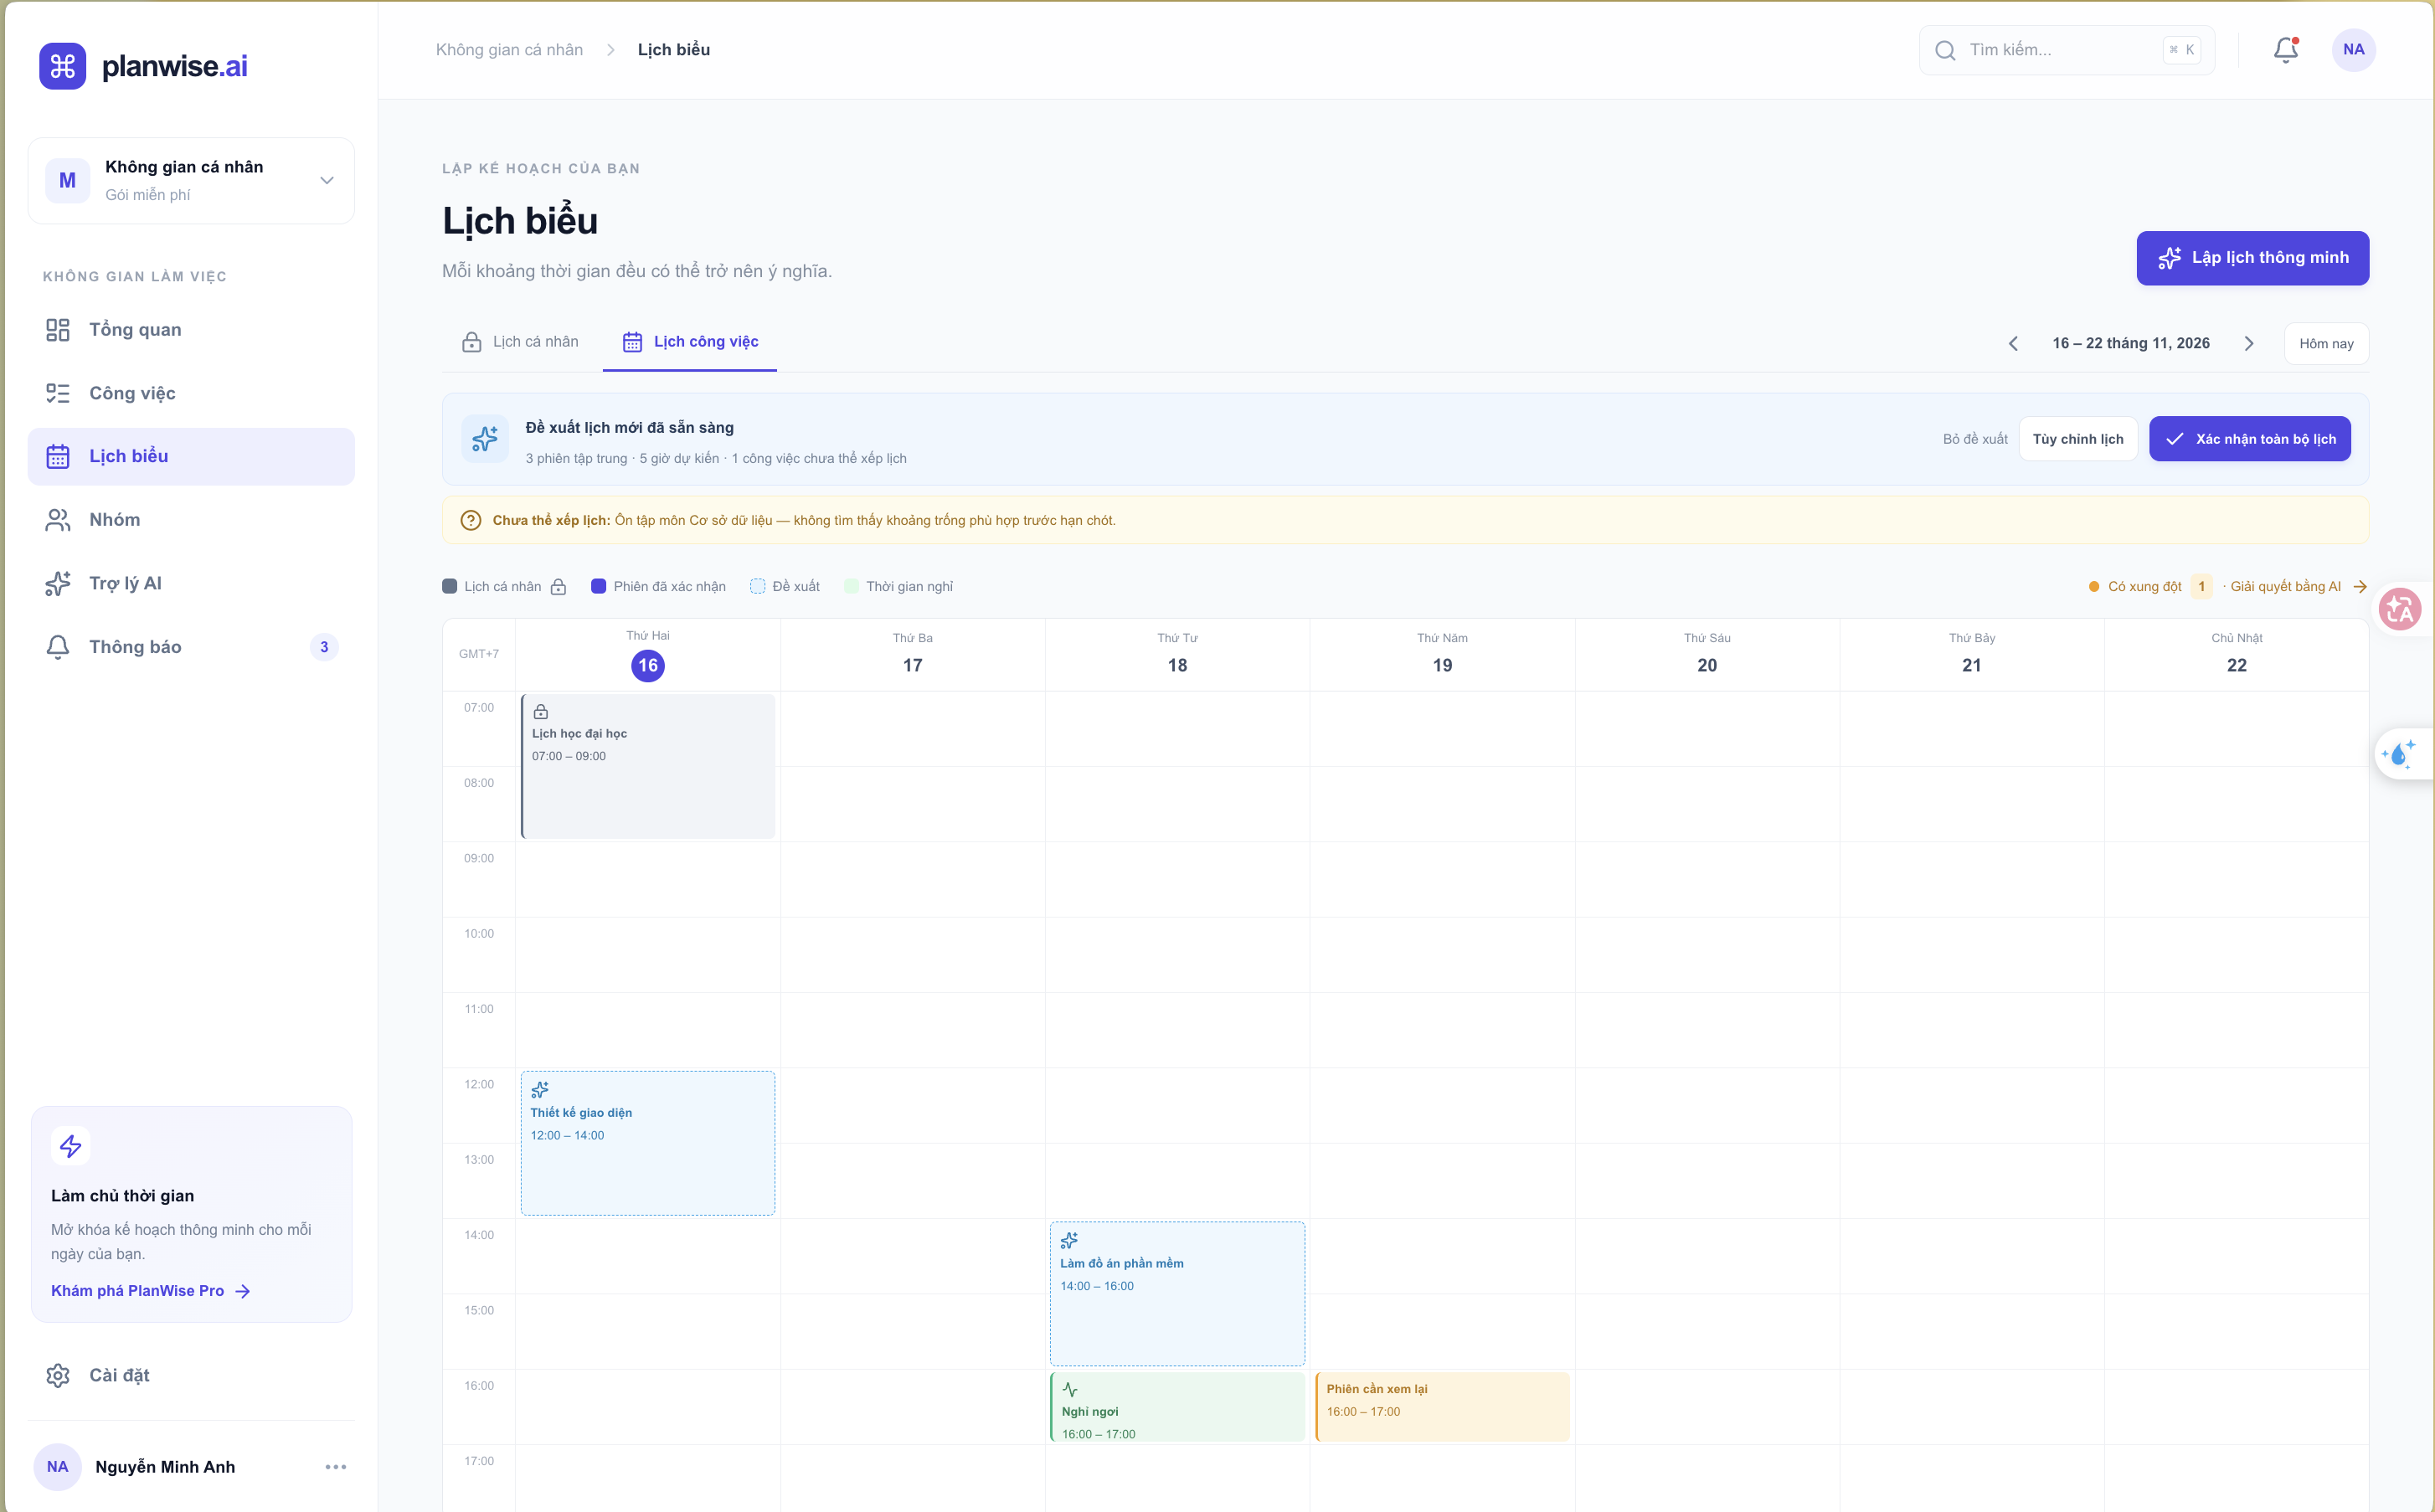 planwise.ai
Không gian cá nhân
Lịch biểu
Tìm kiếm...
⌘ K
NA
M
Không gian cá nhân
Gói miễn phí
KHÔNG GIAN LÀM VIỆC
Tổng quan
Công việc
Lịch biểu
Nhóm
Trợ lý AI
Thông báo
3
Làm chủ thời gian
Mở khóa kế hoạch thông minh cho mỗi
ngày của bạn.
Khám phá PlanWise Pro
Cài đặt
NA
Nguyễn Minh Anh
LẬP KẾ HOẠCH CỦA BẠN
Lịch biểu
Mỗi khoảng thời gian đều có thể trở nên ý nghĩa.
Lập lịch thông minh
Lịch cá nhân
Lịch công việc
16 – 22 tháng 11, 2026
Hôm nay
Đề xuất lịch mới đã sẵn sàng
3 phiên tập trung · 5 giờ dự kiến · 1 công việc chưa thể xếp lịch
Bỏ đề xuất
Tùy chỉnh lịch
Xác nhận toàn bộ lịch
Chưa thể xếp lịch: Ôn tập môn Cơ sở dữ liệu — không tìm thấy khoảng trống phù hợp trước hạn chót.
Lịch cá nhân
Phiên đã xác nhận
Đề xuất
Thời gian nghỉ
Có xung đột 1 · Giải quyết bằng AI
GMT+7
Thứ Hai
16
Thứ Ba
17
Thứ Tư
18
Thứ Năm
19
Thứ Sáu
20
Thứ Bảy
21
Chủ Nhật
22
07:00
Lịch học đại học
07:00 – 09:00
08:00
09:00
10:00
11:00
12:00
Thiết kế giao diện
12:00 – 14:00
13:00
14:00
Làm đồ án phần mềm
14:00 – 16:00
15:00
16:00
Nghỉ ngơi
16:00 – 17:00
Phiên cần xem lại
16:00 – 17:00
17:00